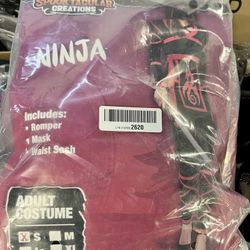 SPOOKTACULAR
CREATIONS
NINJA
Includes:
• Romper
• Mask
• Waist Sash
2620
ADULT
COSTUME
S
M
XL